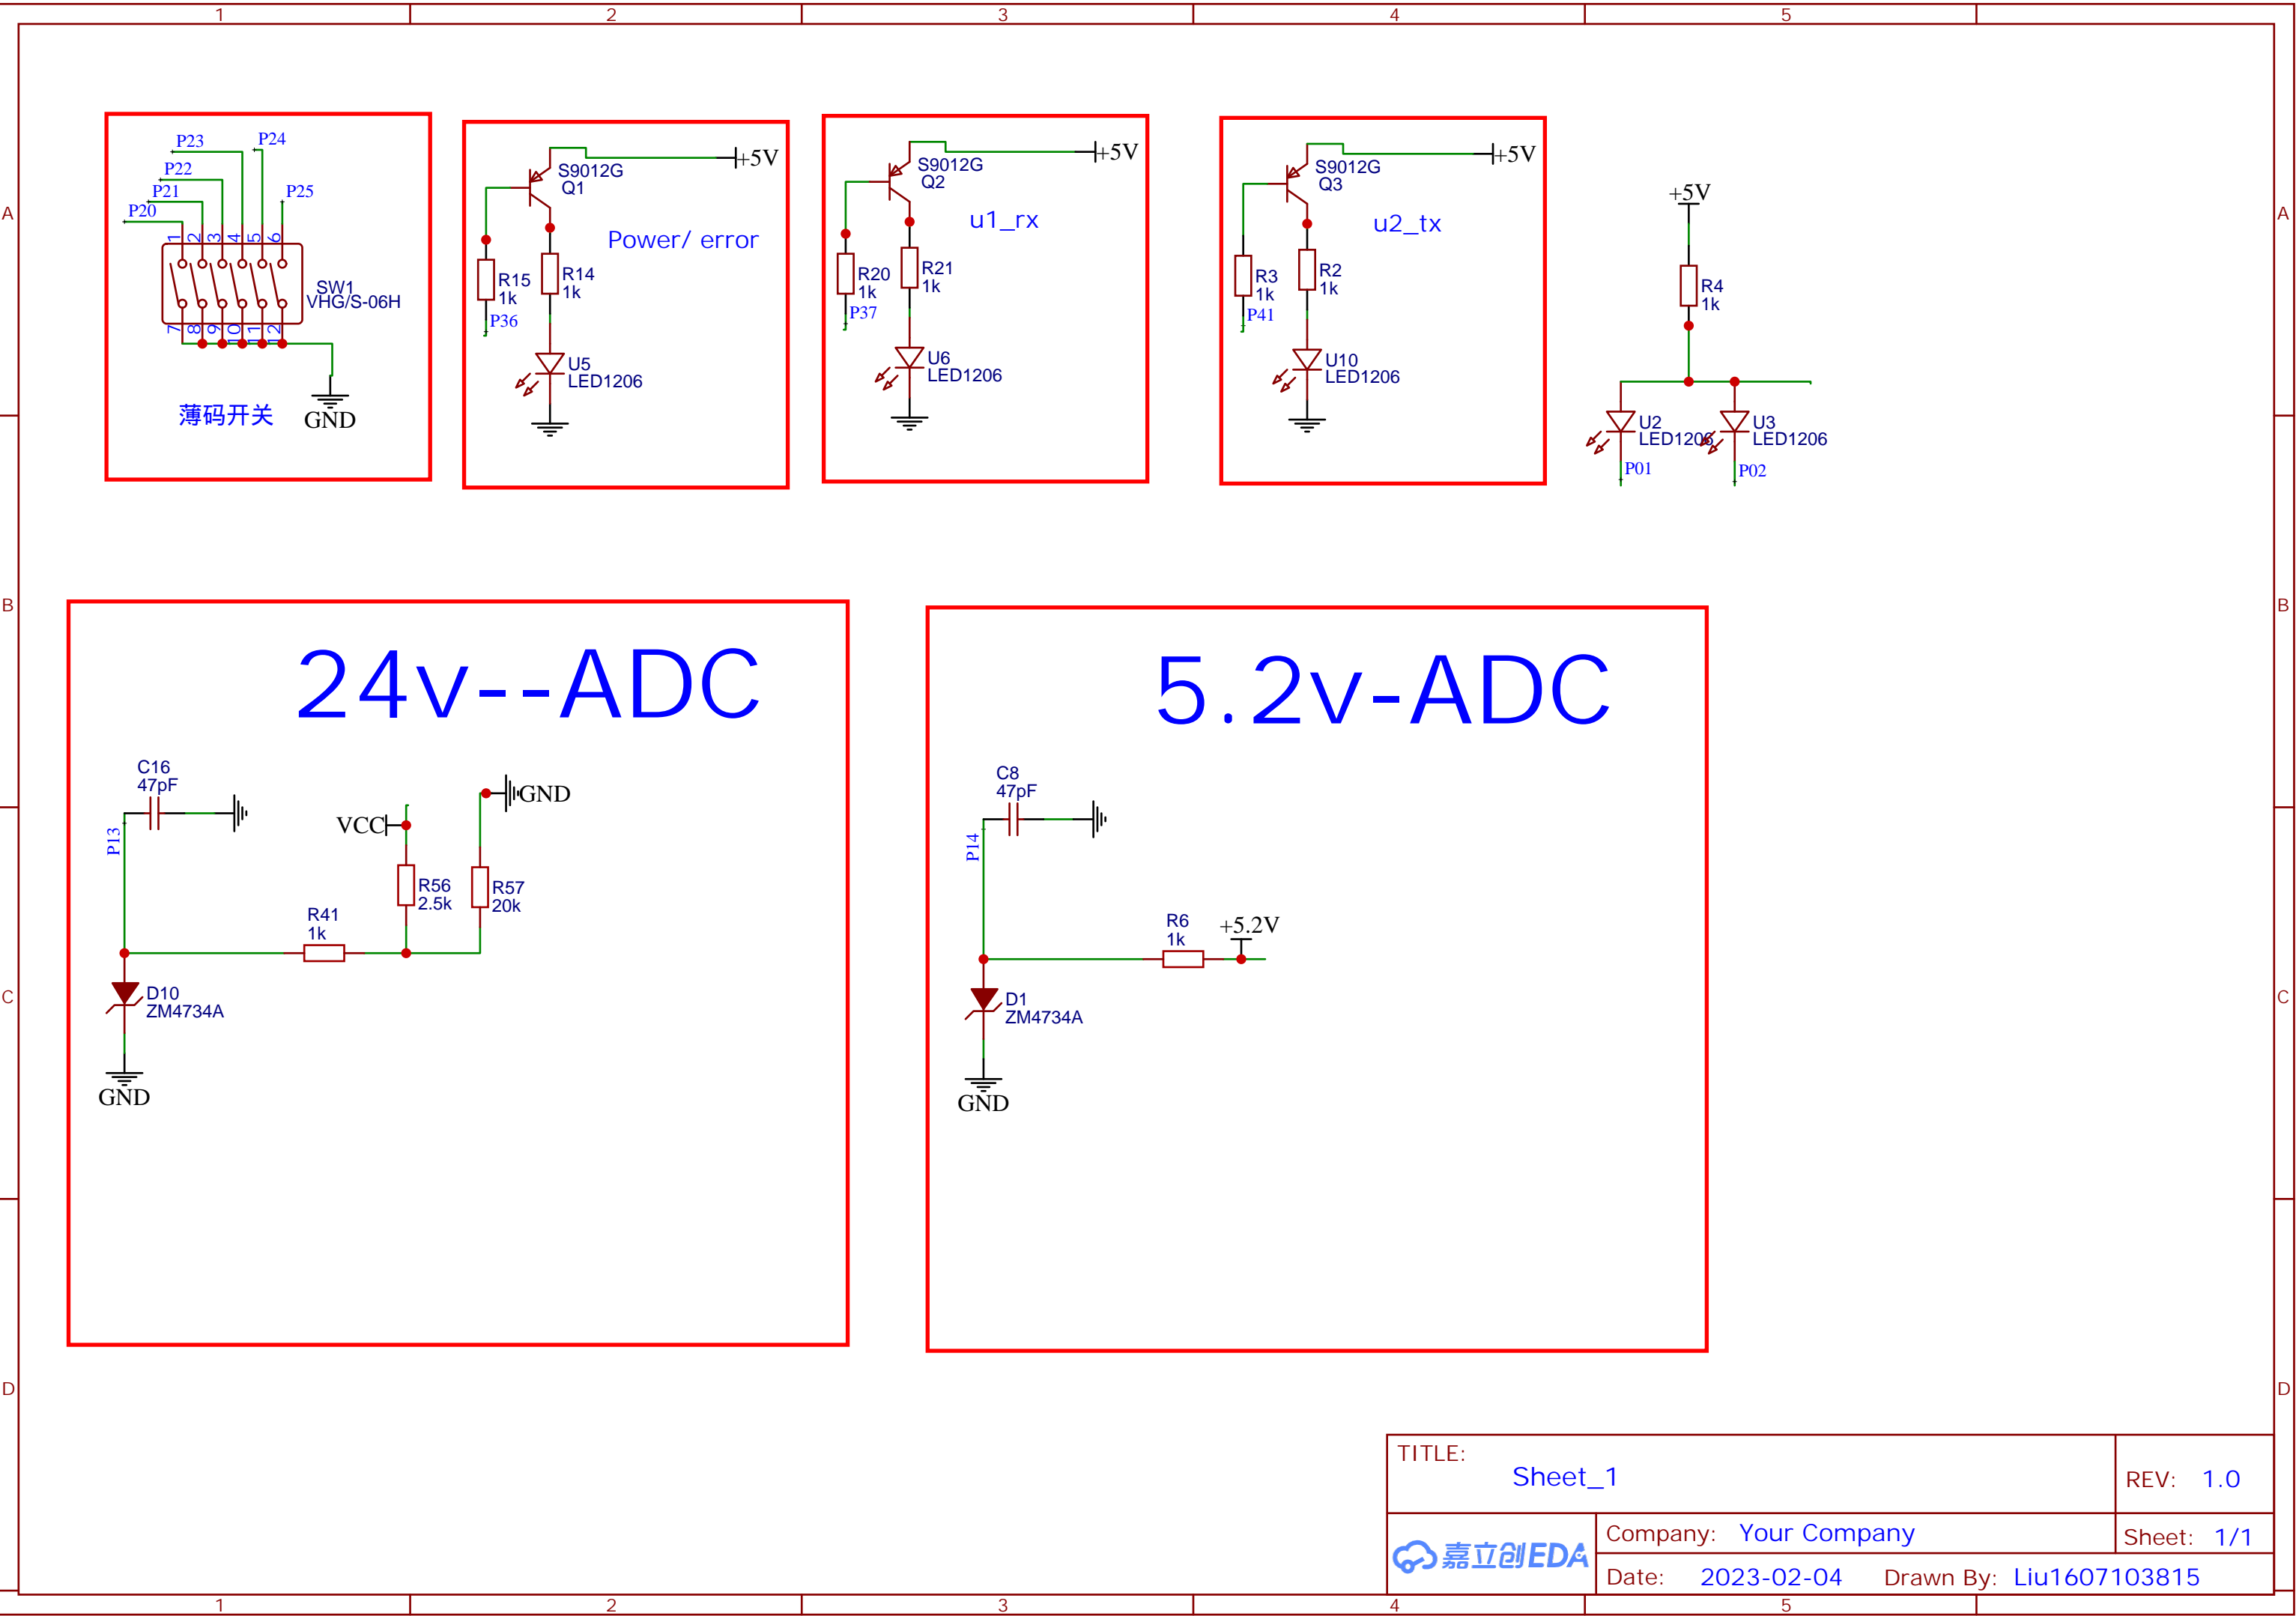 1 2 3 4 5
A A
B B
C C
D D
P23
P24
P22
P21
P25
P20
1 2 3 4 5 6
SW1
VHG/S-06H
7 8 9 10 11 12
薄码开关
GND
+5V
S9012G
Q1
Power/ error
R15
1k
R14
1k
P36
U5
LED1206
+5V
S9012G
Q2
u1_rx
R20
1k
R21
1k
P37
U6
LED1206
+5V
S9012G
Q3
u2_tx
R3
1k
R2
1k
P41
U10
LED1206
+5V
R4
1k
U2
LED1206
U3
LED1206
P01
P02
24v--ADC
C16
47pF
P13
VCC
GND
R56
2.5k
R57
20k
R41
1k
D10
ZM4734A
GND
5.2v-ADC
C8
47pF
P14
R6
1k
+5.2V
D1
ZM4734A
GND
TITLE:
Sheet_1
REV: 1.0
嘉立创EDA
Company: Your Company
Sheet: 1/1
Date: 2023-02-04 Drawn By: Liu1607103815
1 2 3 4 5